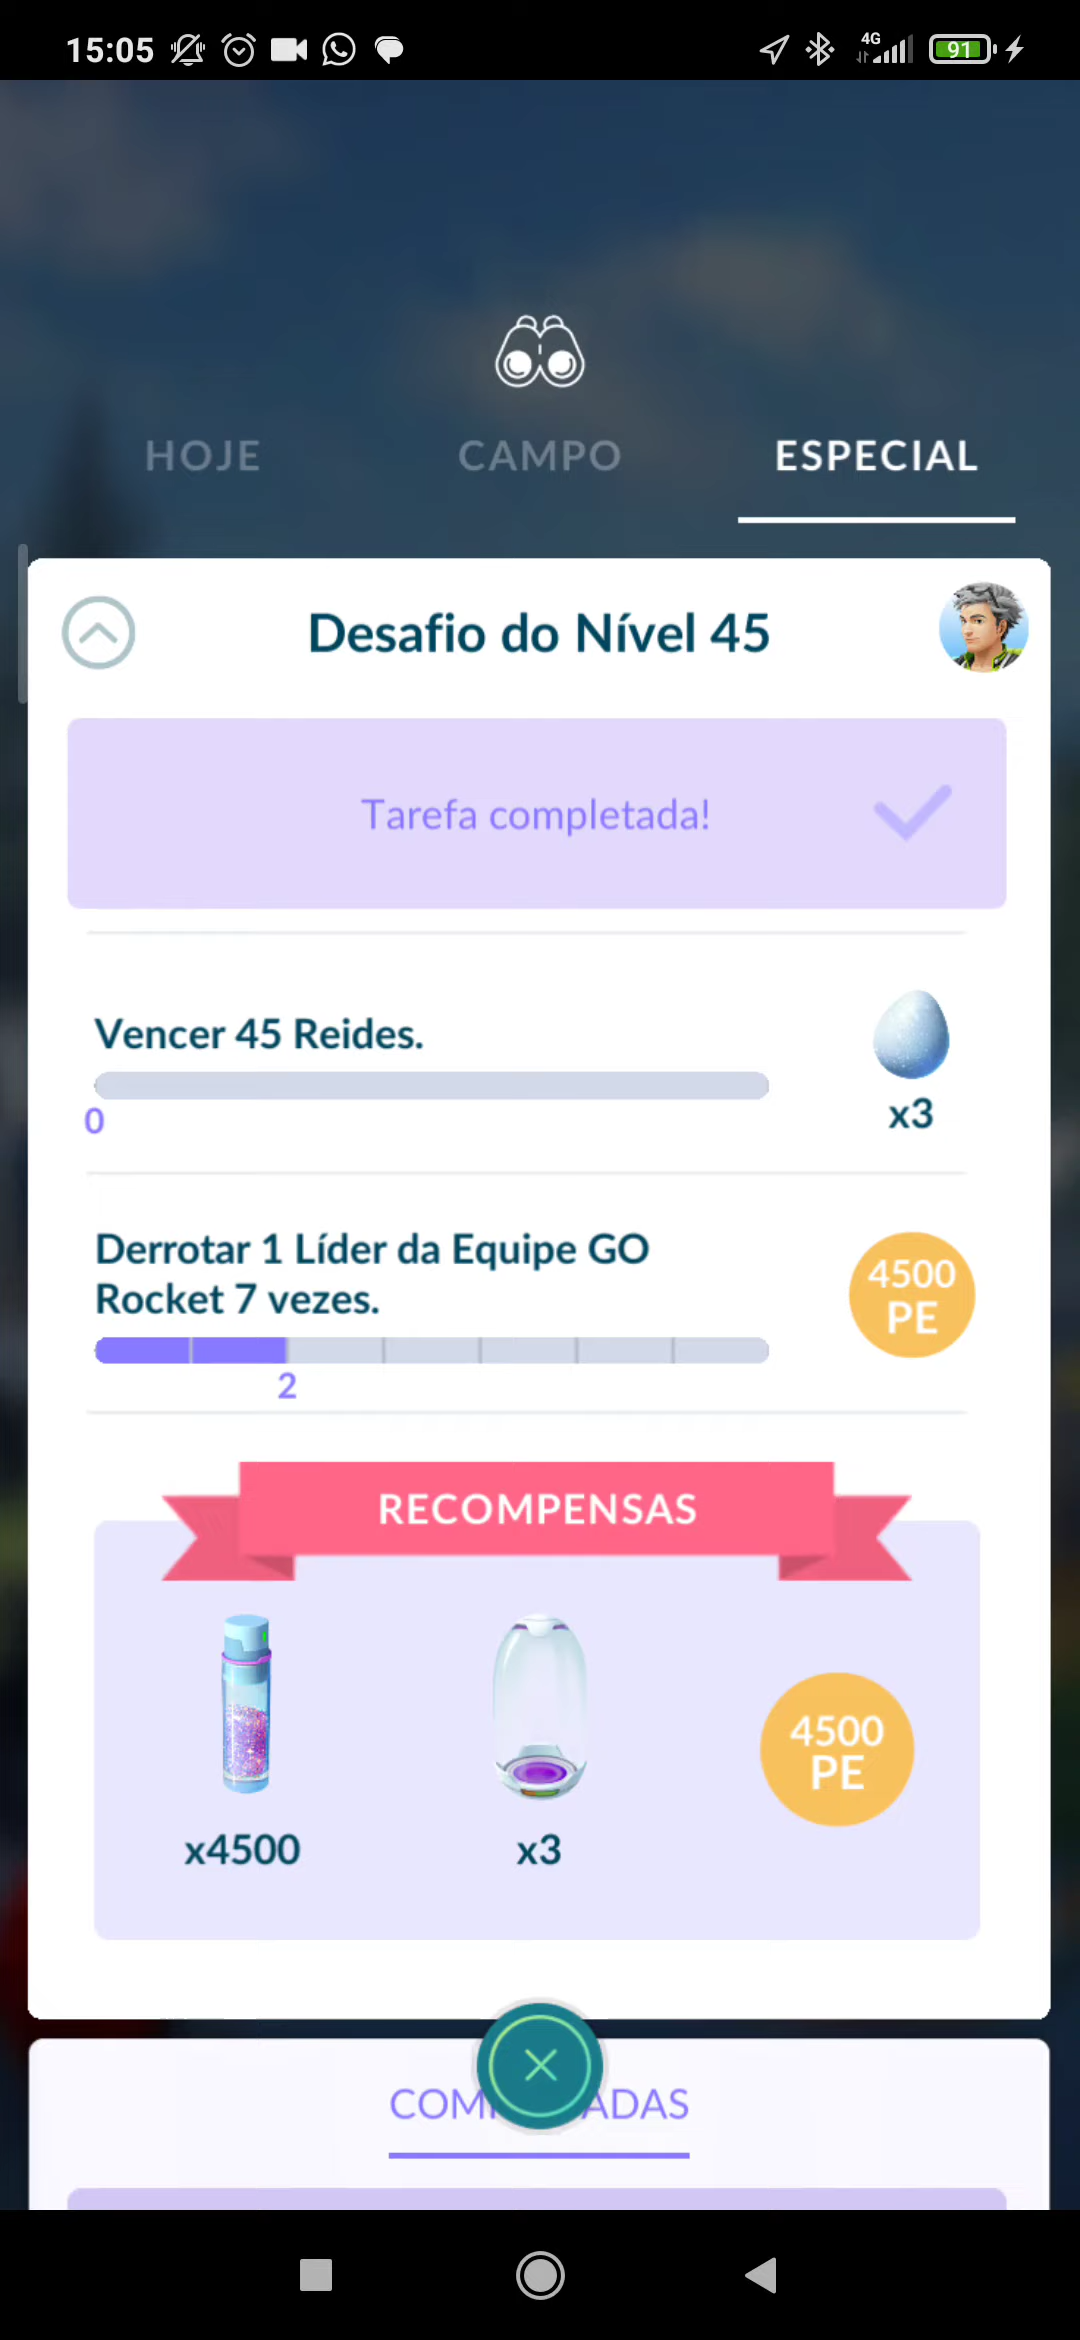 15:05
4G
91
HOJE
CAMPO
ESPECIAL
Desafio do Nível 45
Tarefa completada!
Vencer 45 Reides.
x3
0
Derrotar 1 Líder da Equipe GO
Rocket 7 vezes.
4500
PE
2
RECOMPENSAS
x4500
x3
4500
PE